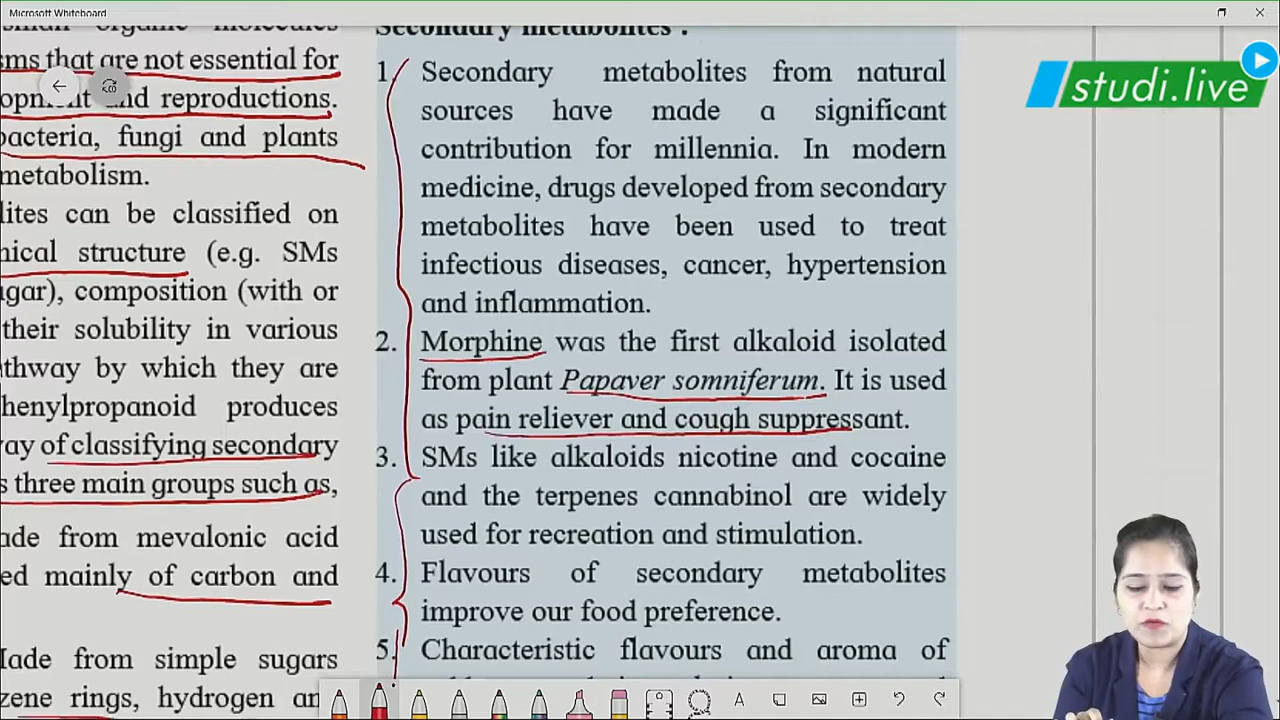 Microsoft Whiteboard
small organic molecules
sms that are not essential for
and reproductions.
bacteria, fungi and plants
metabolism.
lites can be classified on
mical structure (e.g. SMs
gar), composition (with or
their solubility in various
thway by which they are
henylpropanoid produces
ay of classifying secondary
s three main groups such as,
ade from mevalonic acid
ed mainly of carbon and
Made from simple sugars
zene rings, hydrogen an
Secondary metabolites :
1. Secondary metabolites from natural
sources have made a significant
contribution for millennia. In modern
medicine, drugs developed from secondary
metabolites have been used to treat
infectious diseases, cancer, hypertension
and inflammation.
2. Morphine was the first alkaloid isolated
from plant Papaver somniferum. It is used
as pain reliever and cough suppressant.
3. SMs like alkaloids nicotine and cocaine
and the terpenes cannabinol are widely
used for recreation and stimulation.
4. Flavours of secondary metabolites
improve our food preference.
5. Characteristic flavours and aroma of
studi.live